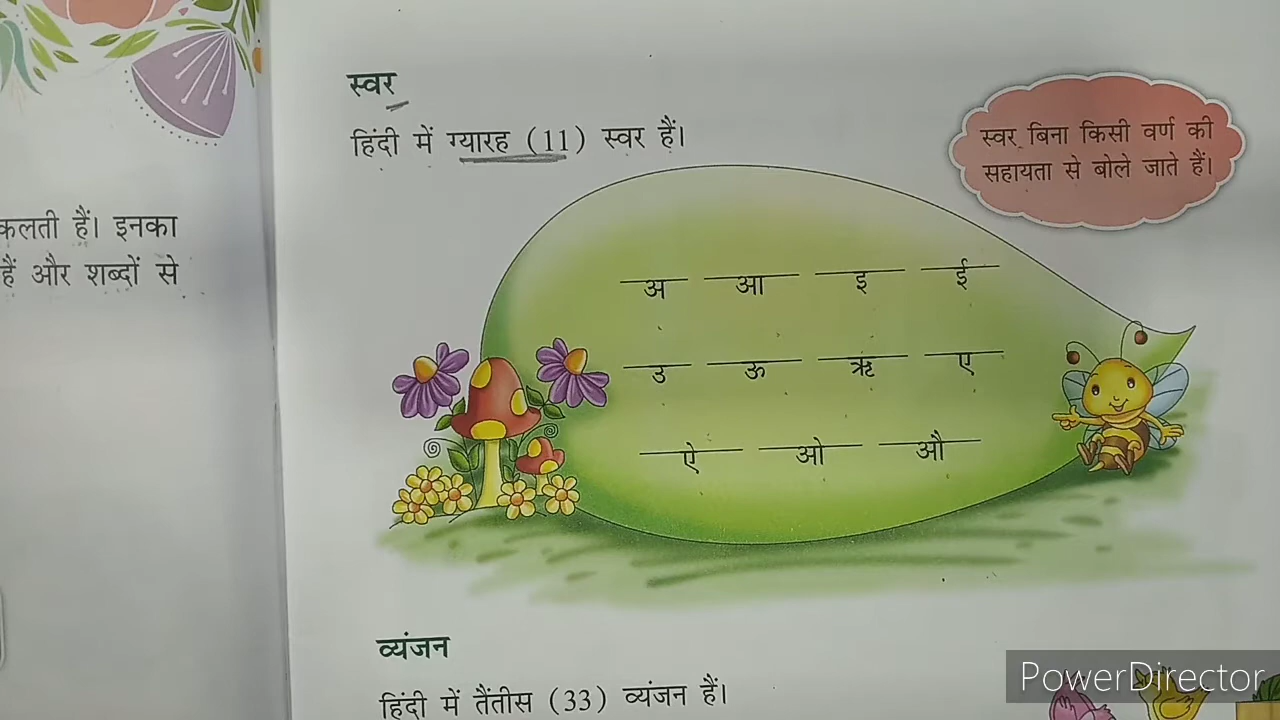 कलती हैं। इनका
हैं और शब्दों से
स्वर
हिंदी में ग्यारह (11) स्वर हैं।
स्वर बिना किसी वर्ण की
सहायता से बोले जाते हैं।
अ आ इ ई
उ ऊ ऋ ए
ऐ ओ औ
व्यंजन
हिंदी में तैंतीस (33) व्यंजन हैं।
PowerDirector